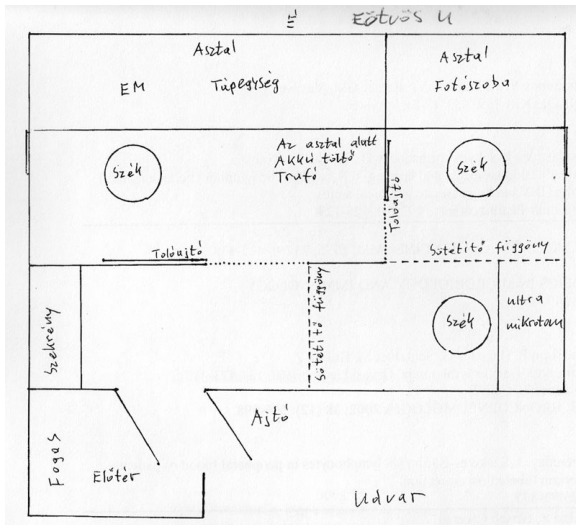 Eötvös U
Asztal
Asztal
EM Tápegység
Fotószoba
Az asztal alatt
Akku töltő
Trafó
Szék
Szék
Tolóajtó
Tolóajtó
Sötétítő függöny
Sötétítő függöny
Szék
ultra
mikrotom
Szekrény
Ajtó
Fogas
Előtér
Udvar